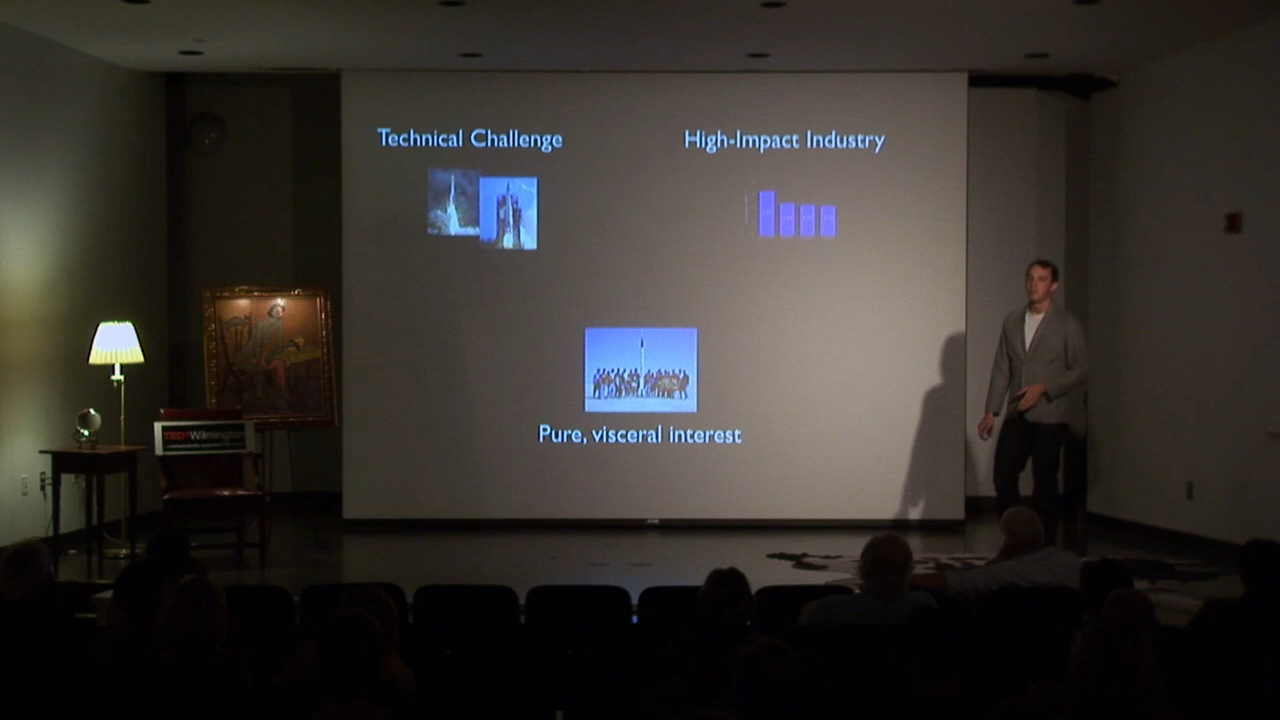 Technical Challenge
High-Impact Industry
Pure, visceral interest
TEDxWilmington